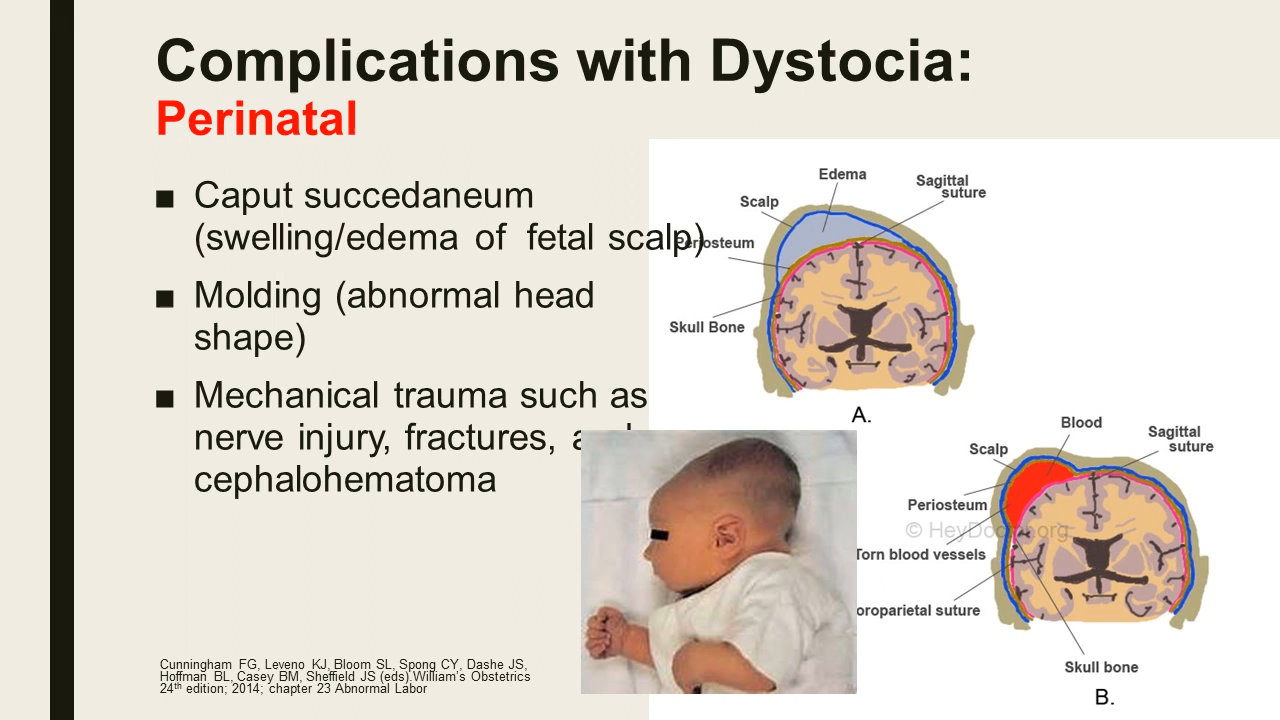 Complications with Dystocia:
Perinatal
■ Caput succedaneum
(swelling/edema of fetal scalp)
■ Molding (abnormal head
shape)
■ Mechanical trauma such as
nerve injury, fractures,
cephalohematoma
Cunningham FG, Leveno KJ, Bloom SL, Spong CY, Dashe JS,
Hoffman BL, Casey BM, Sheffield JS (eds).William's Obstetrics
24th edition; 2014; chapter 23 Abnormal Labor
Edema
Sagittal
suture
Scalp
Periosteum
Skull Bone
A.
Blood
Sagittal
suture
Scalp
Periosteum
© HeyDoc
Torn blood vessels
oroparietal suture
Skull bone
B.